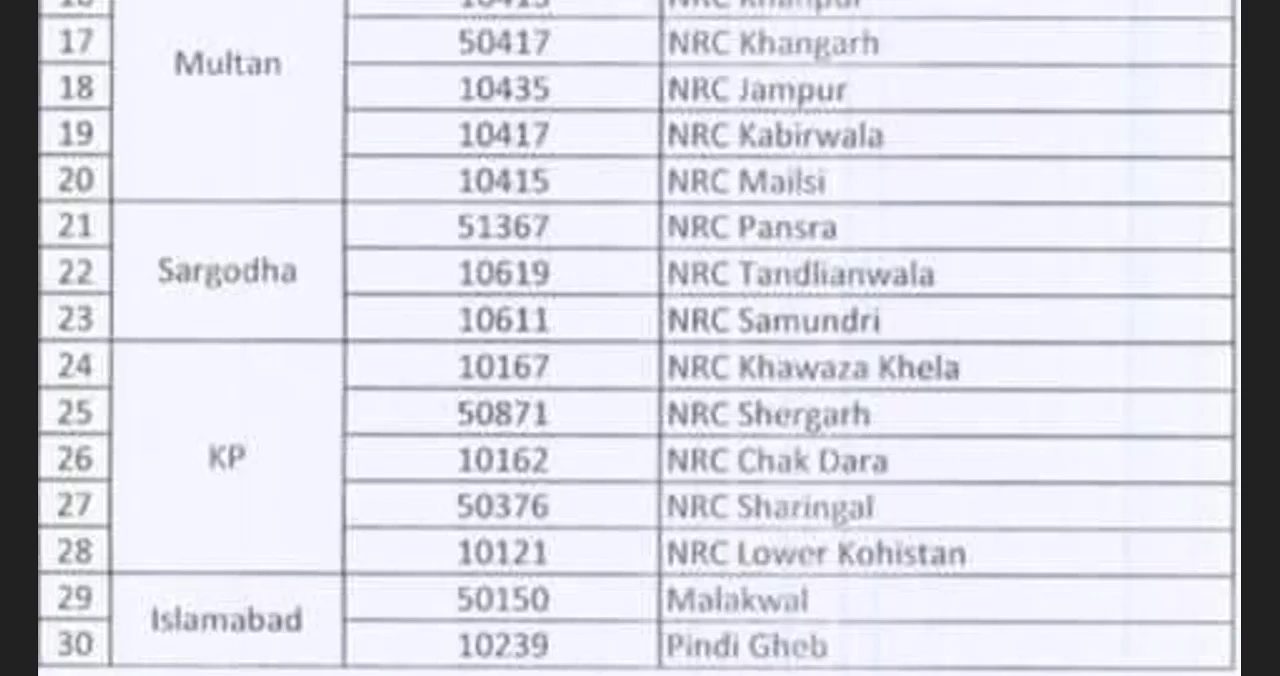 17 Multan 50417 NRC Khangarh
18 10435 NRC Jampur
19 10417 NRC Kabirwala
20 10415 NRC Mailsi
21 51367 NRC Pansra
22 Sargodha 10619 NRC Tandlianwala
23 10611 NRC Samundri
24 10167 NRC Khawaza Khela
25 50871 NRC Shergarh
26 KP 10162 NRC Chak Dara
27 50376 NRC Sharingal
28 10121 NRC Lower Kohistan
29 Islamabad 50150 Malakwal
30 10239 Pindi Gheb